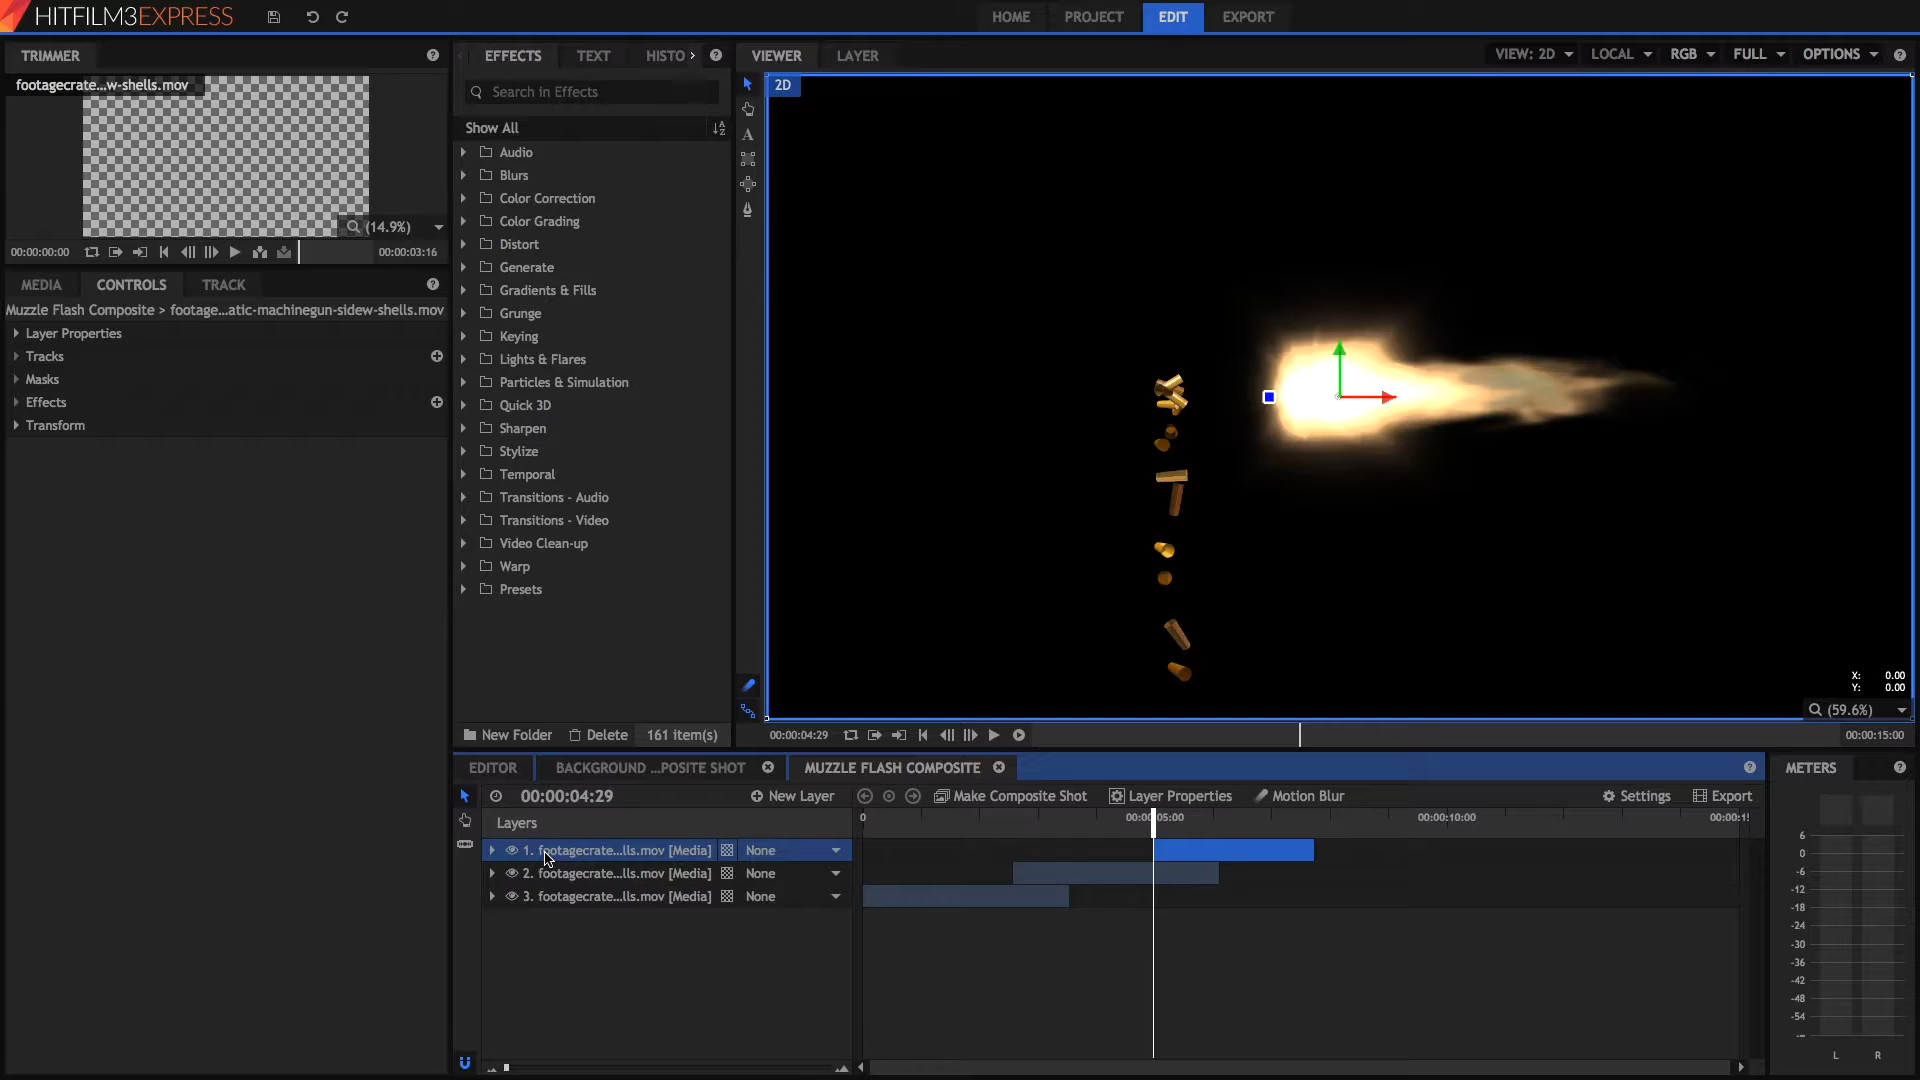 HITFILM3EXPRESS
HOME PROJECT EDIT EXPORT
TRIMMER
footagecrate...w-shells.mov
(14.9%)
00:00:00:00 00:00:03:16
MEDIA CONTROLS TRACK
Muzzle Flash Composite > footage...atic-machinegun-sidew-shells.mov
Layer Properties
Tracks
Masks
Effects
Transform
EFFECTS TEXT HISTO
Search in Effects
Show All
Audio
Blurs
Color Correction
Color Grading
Distort
Generate
Gradients & Fills
Grunge
Keying
Lights & Flares
Particles & Simulation
Quick 3D
Sharpen
Stylize
Temporal
Transitions - Audio
Transitions - Video
Video Clean-up
Warp
Presets
New Folder Delete 161 item(s)
VIEWER LAYER
VIEW: 2D LOCAL RGB FULL OPTIONS
2D
X: 0.00
Y: 0.00
(59.6%)
00:00:04:29 00:00:15:00
EDITOR BACKGROUND ...POSITE SHOT MUZZLE FLASH COMPOSITE
00:00:04:29 New Layer Make Composite Shot Layer Properties Motion Blur Settings Export
Layers
0 00:00:05:00 00:00:10:00 00:00:1
1. footagecrate...lls.mov [Media] None
2. footagecrate...lls.mov [Media] None
3. footagecrate...lls.mov [Media] None
METERS
6
0
-6
-12
-18
-24
-30
-36
-42
-48
-54
-∞
L R